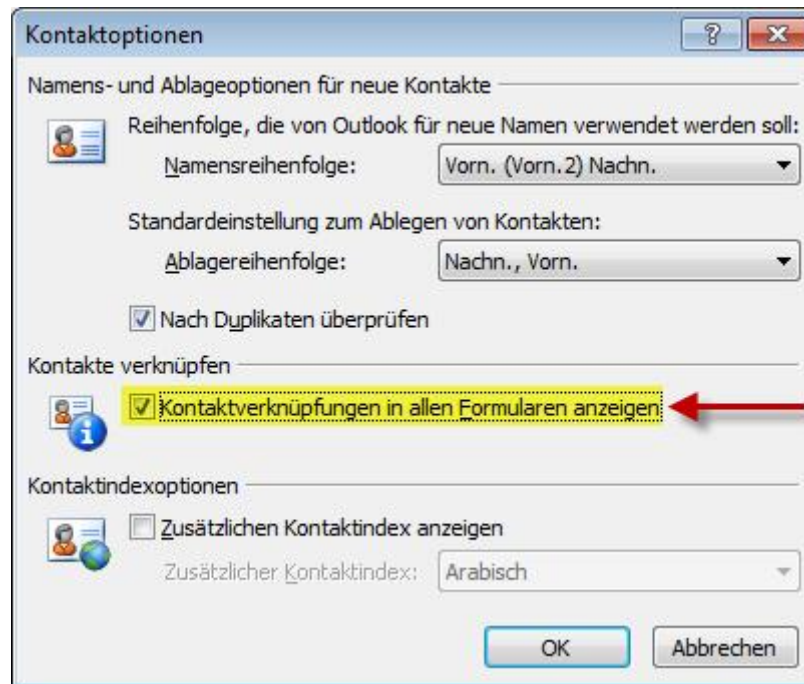 Kontaktoptionen
Namens- und Ablageoptionen für neue Kontakte
Reihenfolge, die von Outlook für neue Namen verwendet werden soll:
Namensreihenfolge: Vorn. (Vorn.2) Nachn.
Standardeinstellung zum Ablegen von Kontakten:
Ablagereihenfolge: Nachn., Vorn.
Nach Duplikaten überprüfen
Kontakte verknüpfen
Kontaktverknüpfungen in allen Formularen anzeigen
Kontaktindexoptionen
Zusätzlichen Kontaktindex anzeigen
Zusätzlicher Kontaktindex: Arabisch
OK Abbrechen